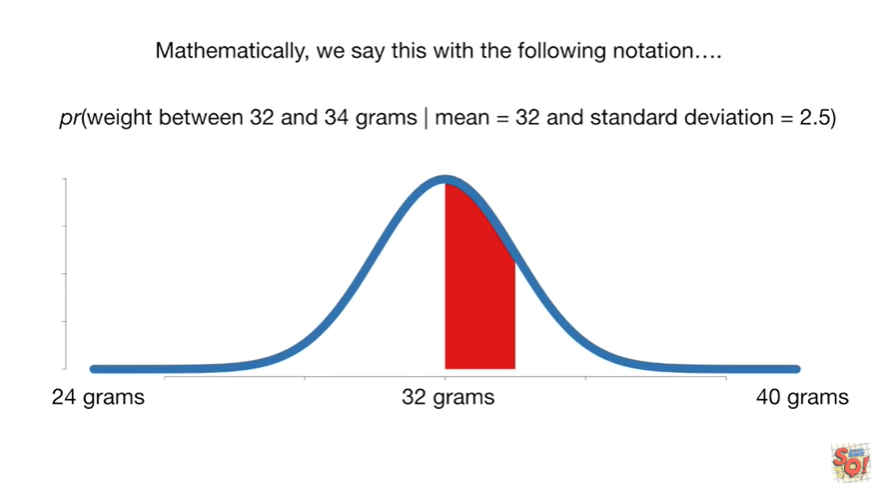 Mathematically, we say this with the following notation….
pr(weight between 32 and 34 grams | mean = 32 and standard deviation = 2.5)
24 grams
32 grams
40 grams
SQ!